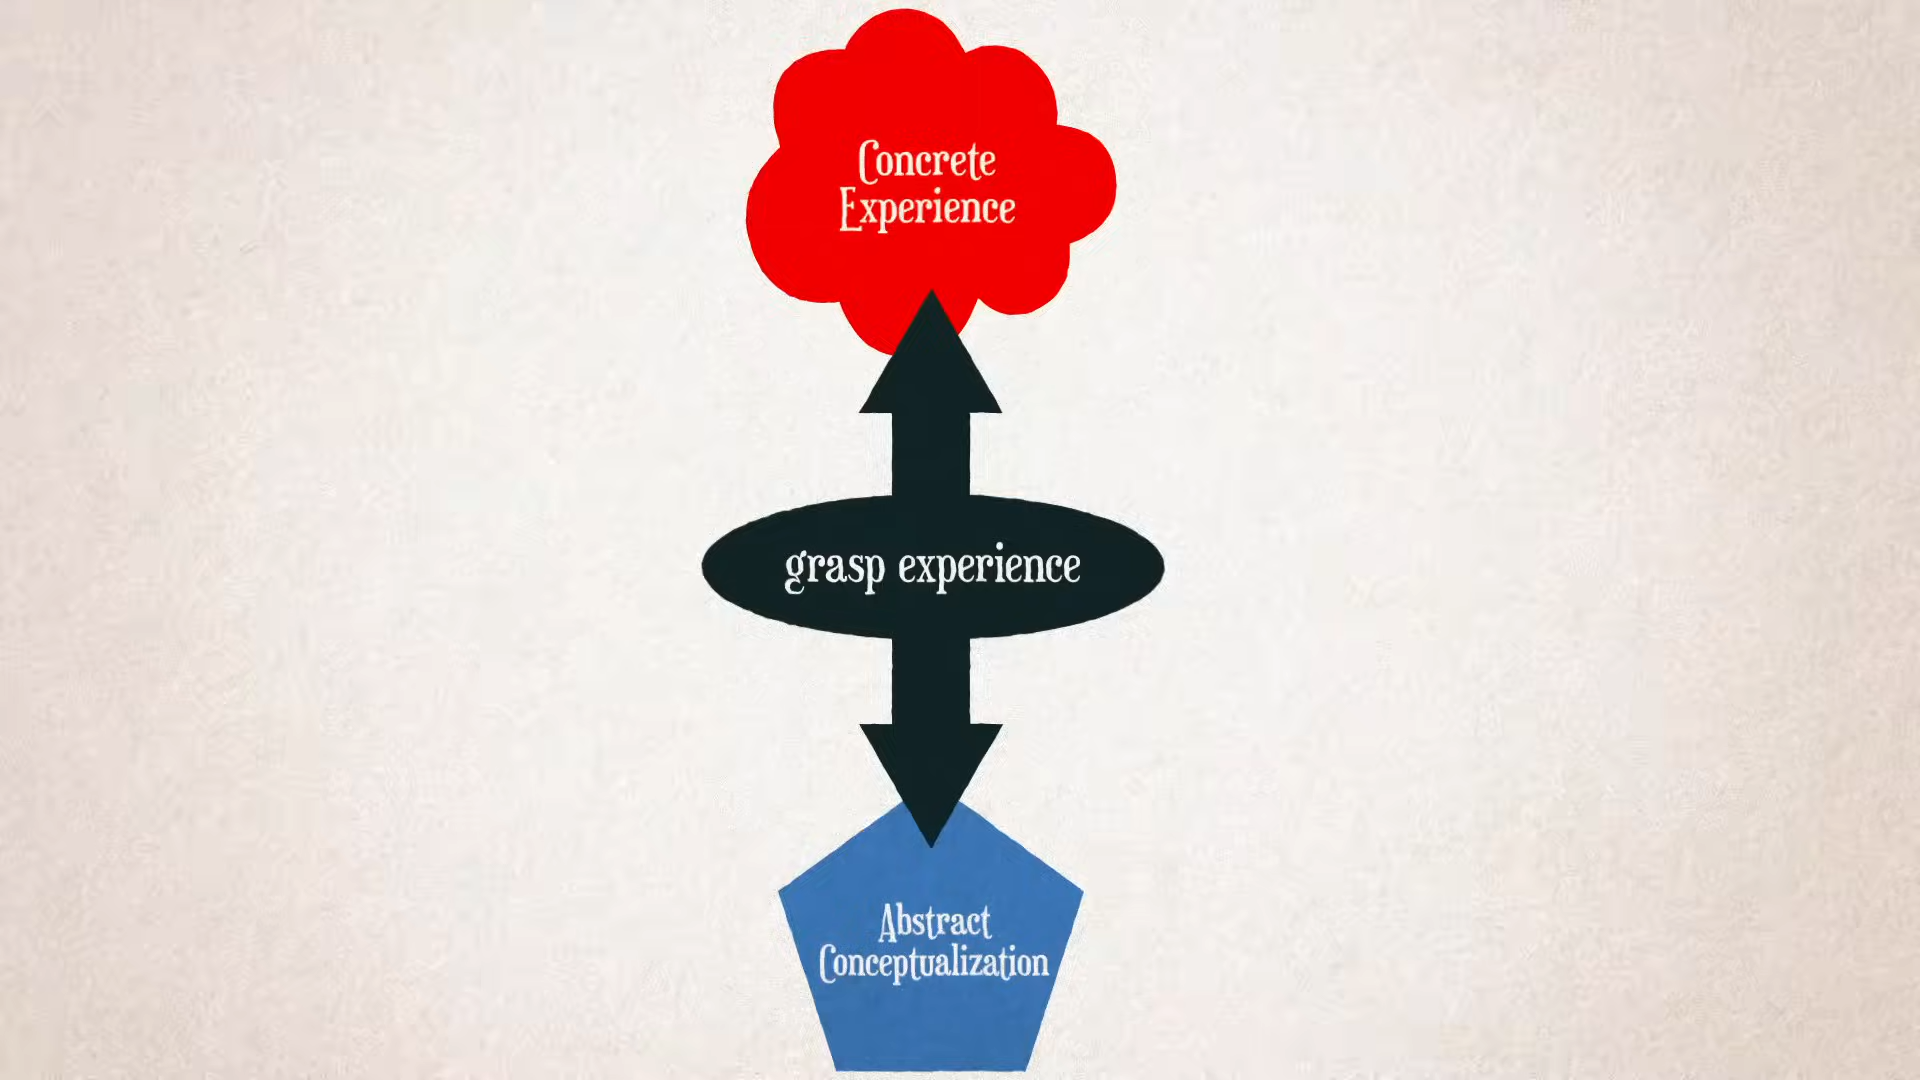 Concrete
Experience
grasp experience
Abstract
Conceptualization